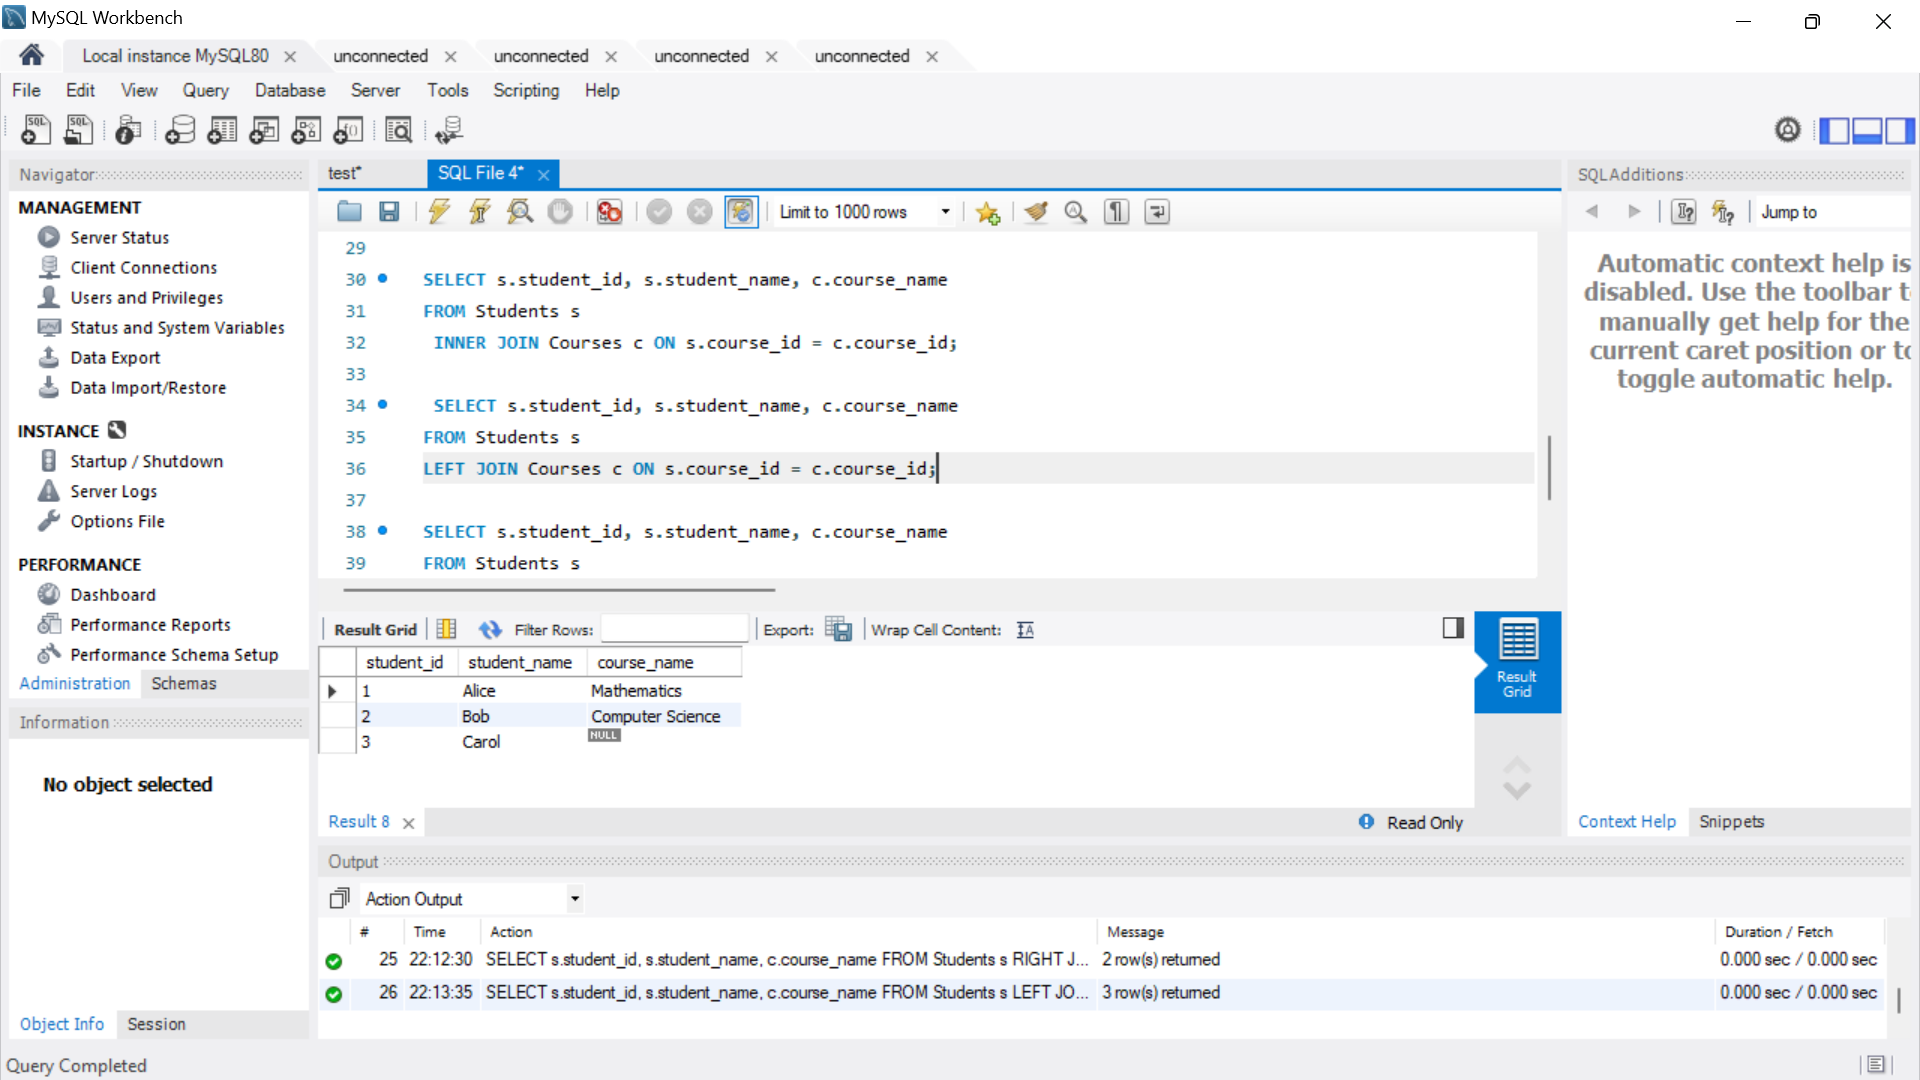 MySQL Workbench
Local instance MySQL80 unconnected unconnected unconnected unconnected
File Edit View Query Database Server Tools Scripting Help
Navigator
MANAGEMENT
Server Status
Client Connections
Users and Privileges
Status and System Variables
Data Export
Data Import/Restore
INSTANCE
Startup / Shutdown
Server Logs
Options File
PERFORMANCE
Dashboard
Performance Reports
Performance Schema Setup
Administration Schemas
Information
No object selected
Object Info Session
test* SQL File 4*
Limit to 1000 rows
29
30 SELECT s.student_id, s.student_name, c.course_name
31 FROM Students s
32 INNER JOIN Courses c ON s.course_id = c.course_id;
33
34 SELECT s.student_id, s.student_name, c.course_name
35 FROM Students s
36 LEFT JOIN Courses c ON s.course_id = c.course_id;
37
38 SELECT s.student_id, s.student_name, c.course_name
39 FROM Students s
Result Grid Filter Rows: Export: Wrap Cell Content:
student_id student_name course_name
1 Alice Mathematics
2 Bob Computer Science
3 Carol NULL
Result
Grid
Result 8 Read Only
SQLAdditions
Jump to
Automatic context help is
disabled. Use the toolbar t
manually get help for the
current caret position or to
toggle automatic help.
Context Help Snippets
Output
Action Output
# Time Action Message Duration / Fetch
25 22:12:30 SELECT s.student_id, s.student_name, c.course_name FROM Students s RIGHT J... 2 row(s) returned 0.000 sec / 0.000 sec
26 22:13:35 SELECT s.student_id, s.student_name, c.course_name FROM Students s LEFT JO... 3 row(s) returned 0.000 sec / 0.000 sec
Query Completed